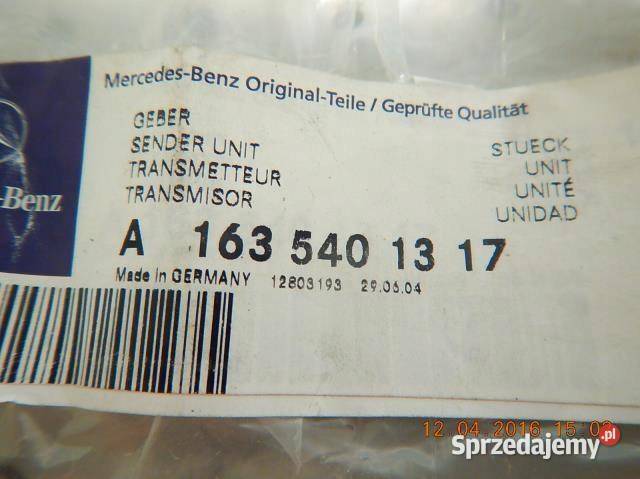 Mercedes-Benz Original-Teile / Geprüfte Qualität
-Benz
GEBER
SENDER UNIT
TRANSMETTEUR
TRANSMISOR
STUECK
UNIT
UNITÉ
UNIDAD
A 163 540 13 17
Made in GERMANY 12803193 29.06.04
12.04.2016 15:02
Sprzedajemy.pl